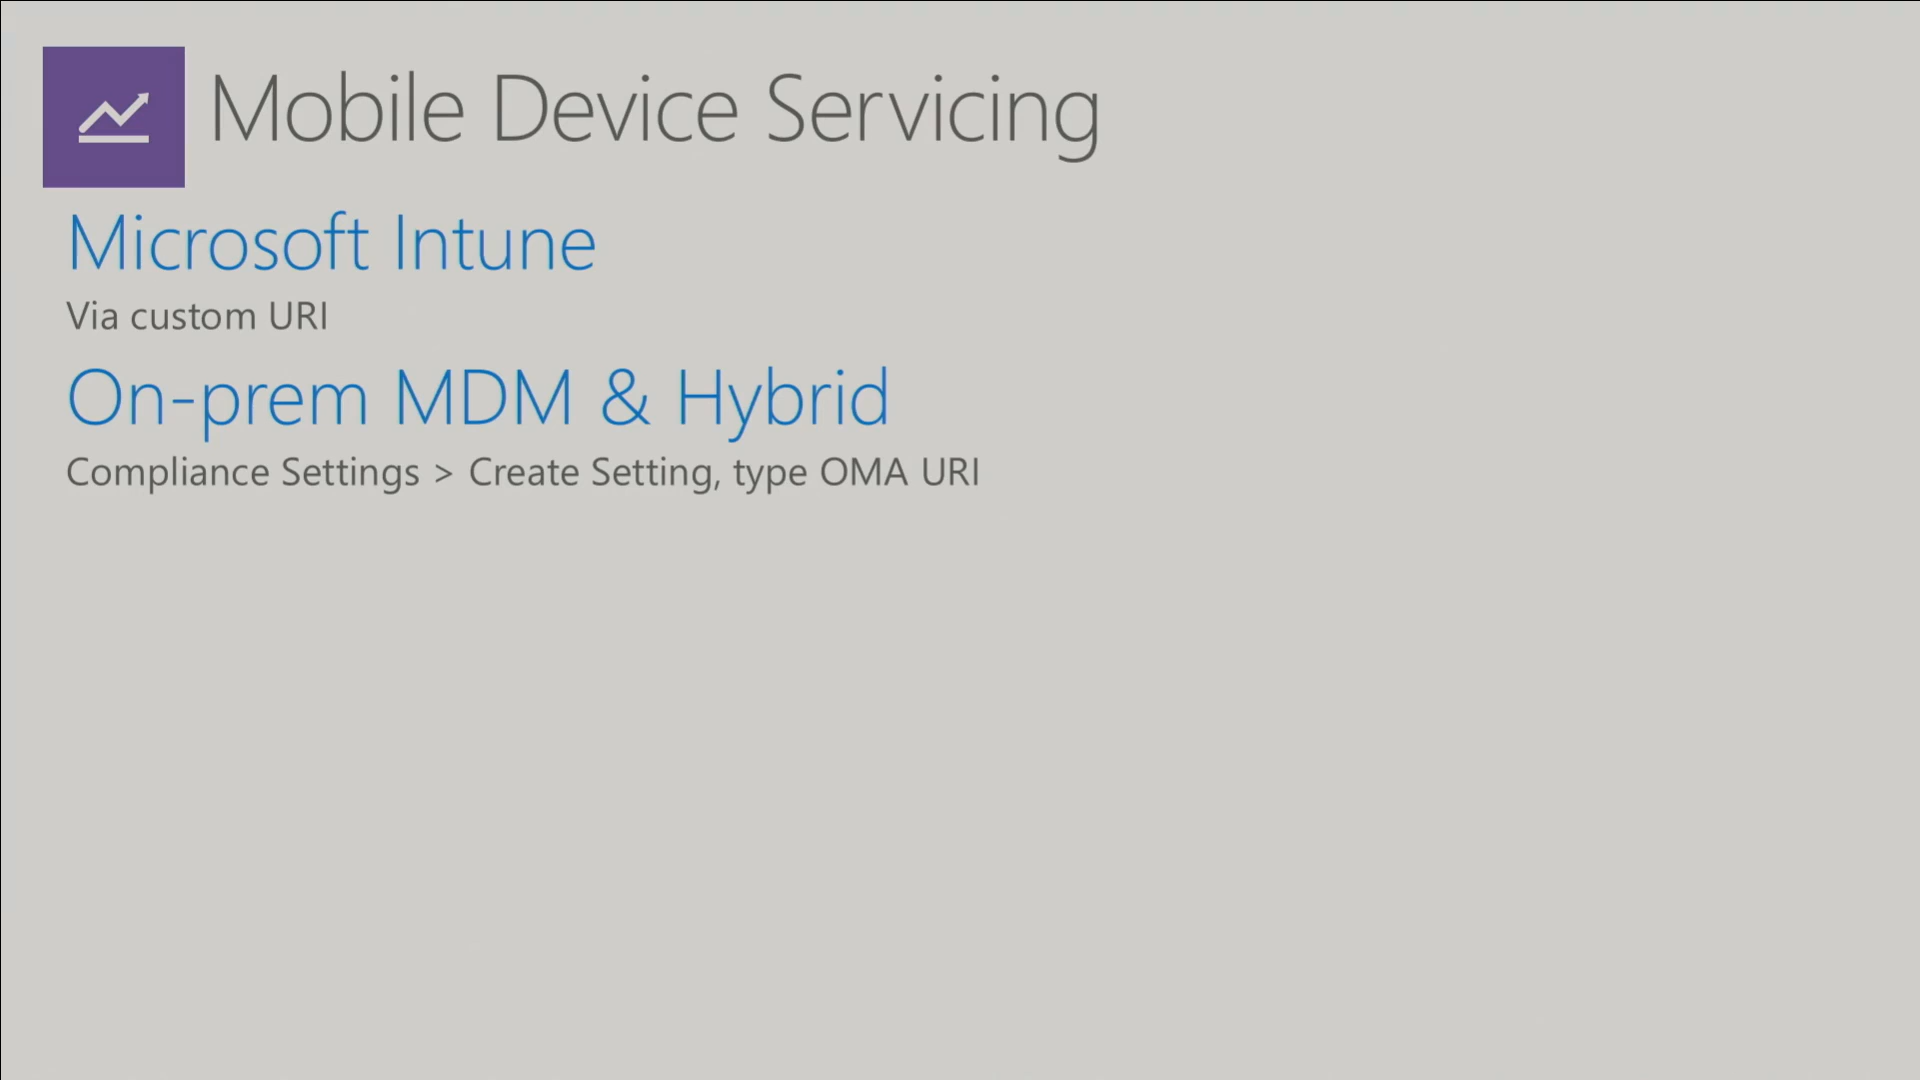 Mobile Device Servicing
Microsoft Intune
Via custom URI
On-prem MDM & Hybrid
Compliance Settings > Create Setting, type OMA URI